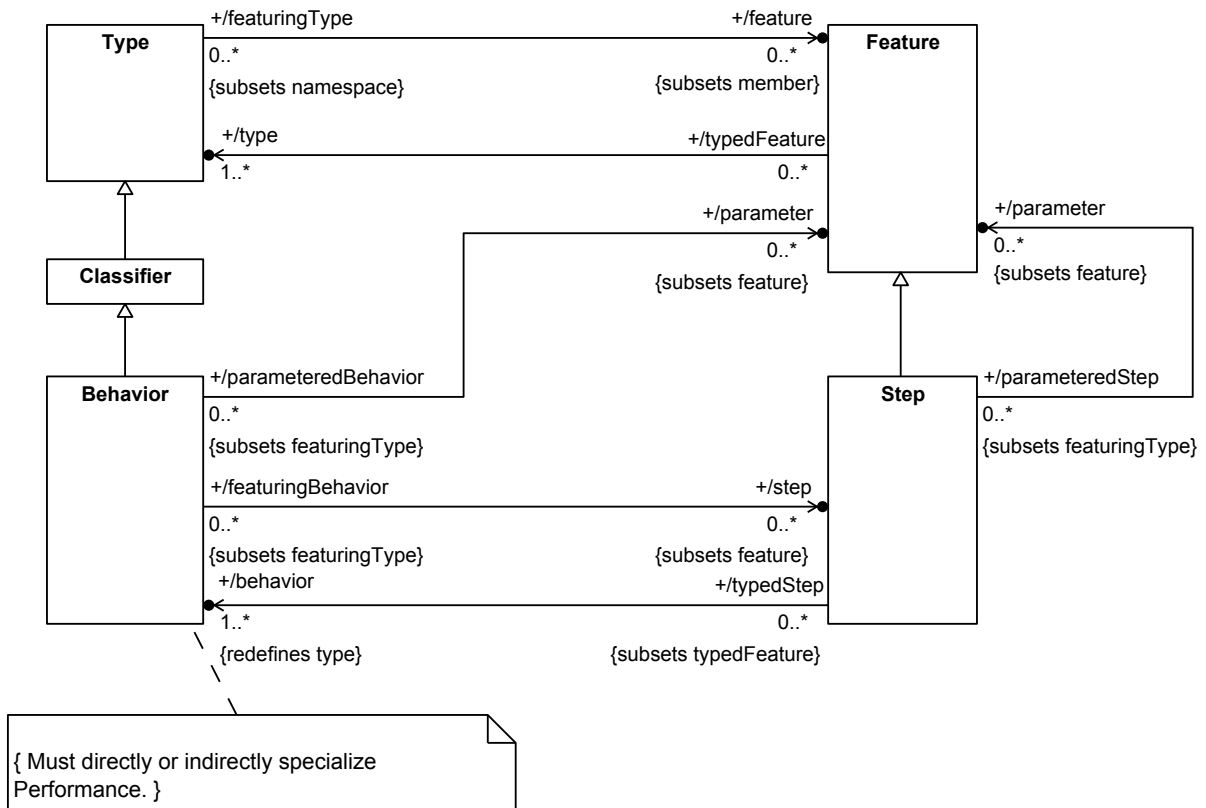 +/featuringType
+/feature
Type
Feature
0..*
0..*
{subsets namespace}
{subsets member}
+/type
+/typedFeature
1..*
0..*
+/parameter
+/parameter
0..*
0..*
{subsets feature}
{subsets feature}
Classifier
+/parameteredBehavior
+/parameteredStep
Behavior
Step
0..*
0..*
{subsets featuringType}
{subsets featuringType}
+/featuringBehavior
+/step
0..*
0..*
{subsets featuringType}
{subsets feature}
+/behavior
+/typedStep
1..*
0..*
{redefines type}
{subsets typedFeature}
{ Must directly or indirectly specialize
Performance. }